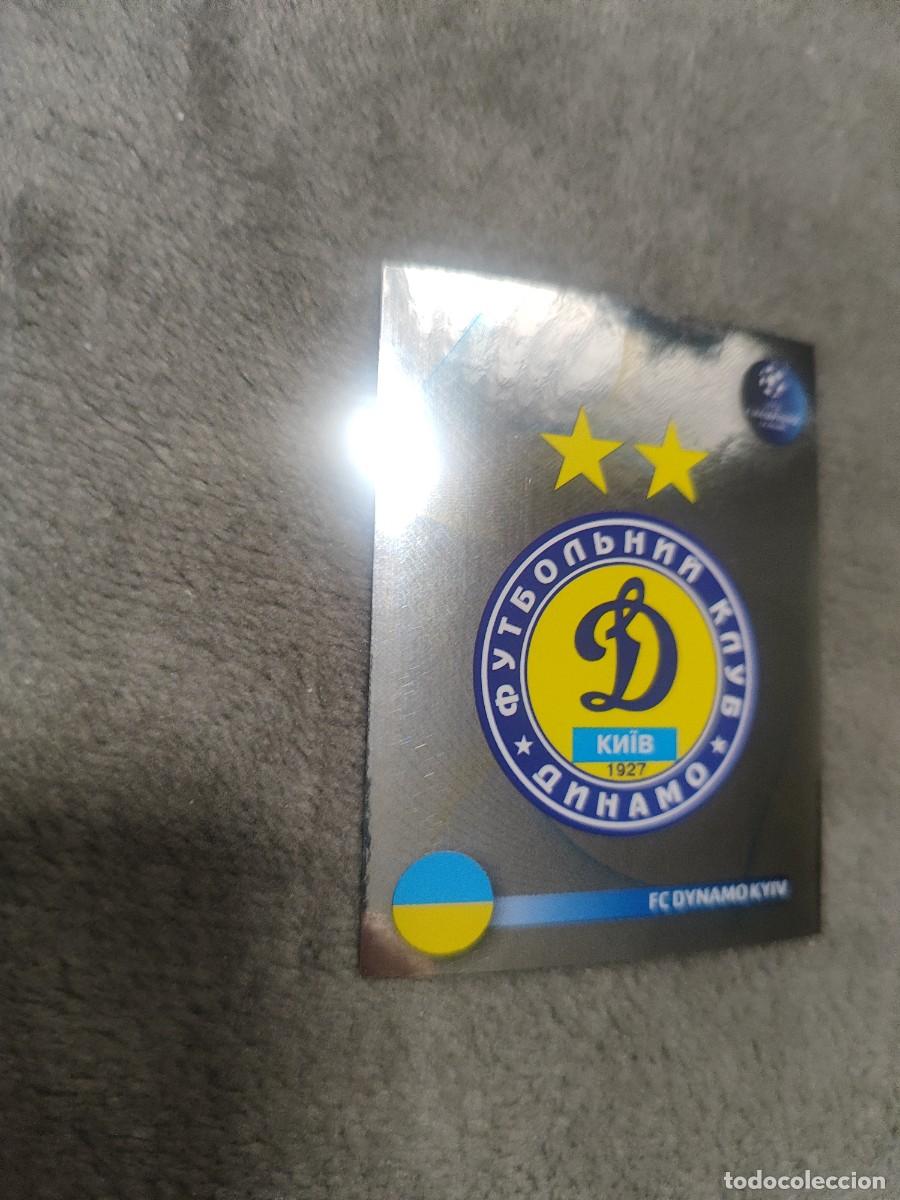 ФУТБОЛЬНИЙ КЛУБ
КИЇВ
1927
ДИНАМО
FC DYNAMO KYIV
todocoleccion